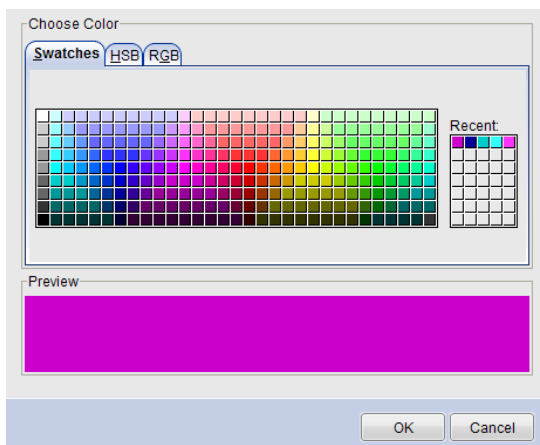 Choose Color
Swatches HSB RGB
Recent:
Preview
OK Cancel